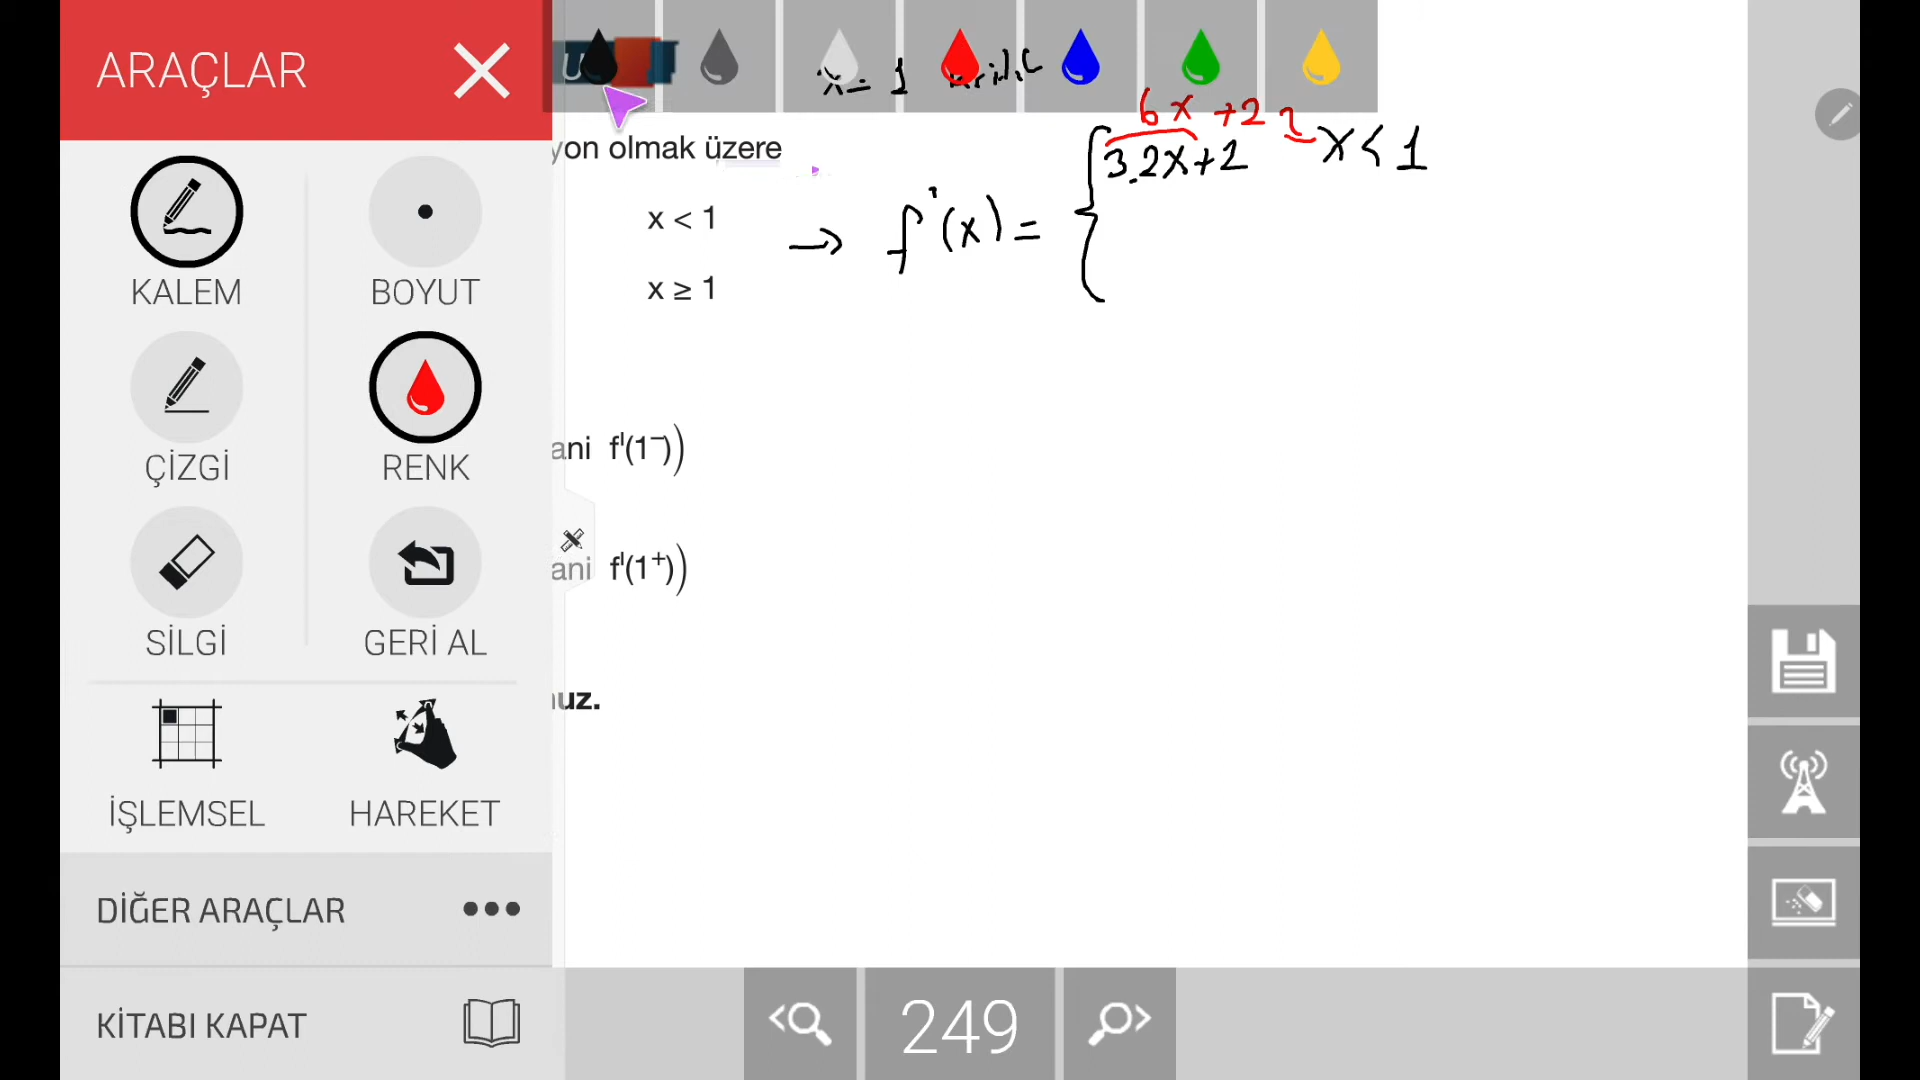 ARAÇLAR
KALEM
BOYUT
ÇİZGİ
RENK
SİLGİ
GERİ AL
İŞLEMSEL
HAREKET
DİĞER ARAÇLAR
KİTABI KAPAT
x = 1
yon olmak üzere
x < 1
x ≥ 1
6x +2
3.2x+2 , x < 1
→ f'(x) = {
ani f'(1⁻))
ani f'(1⁺))
uz.
249